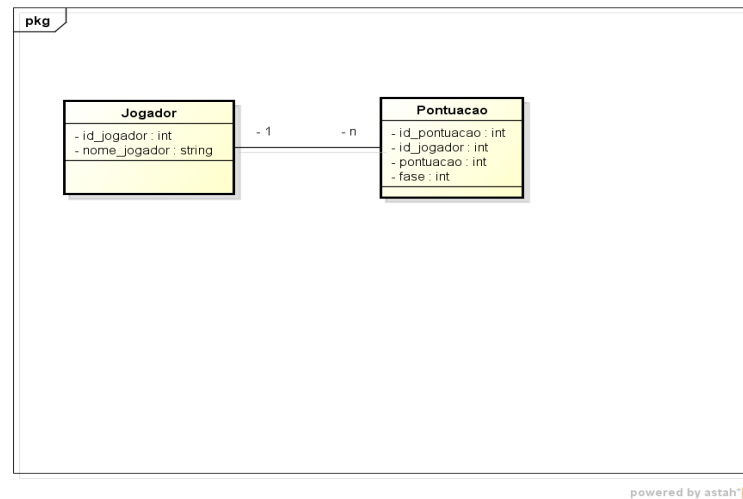 pkg
Jogador
- id_jogador : int
- nome_jogador : string
- 1
- n
Pontuacao
- id_pontuacao : int
- id_jogador : int
- pontuacao : int
- fase : int
powered by astah*